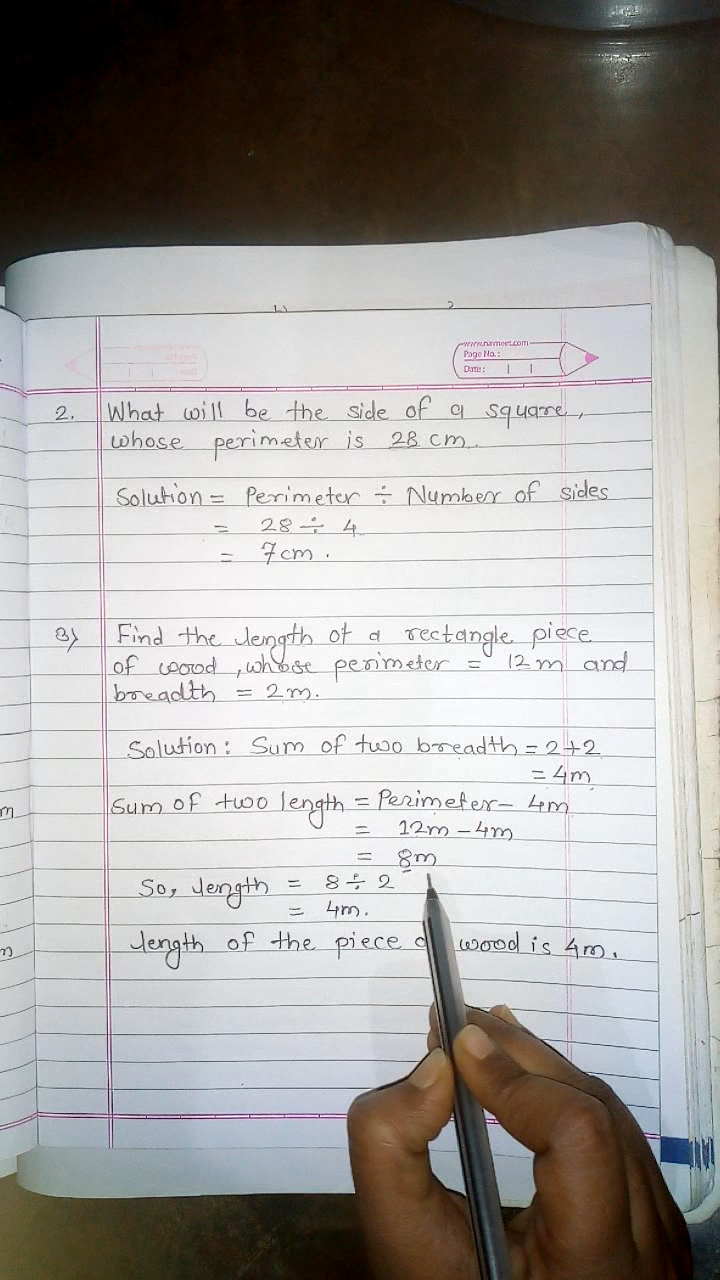 www.navneet.com
Page No.:
Date:
2. What will be the side of a square,
whose perimeter is 28 cm.
Solution = Perimeter ÷ Number of sides
= 28 ÷ 4
= 7cm.
3) Find the length of a rectangle piece
of wood, whose perimeter = 12m and
breadth = 2m.
Solution: Sum of two breadth = 2+2
= 4m
Sum of two length = Perimeter - 4m
= 12m - 4m
= 8m
So, length = 8 ÷ 2
= 4m.
length of the piece wood is 4m.
m